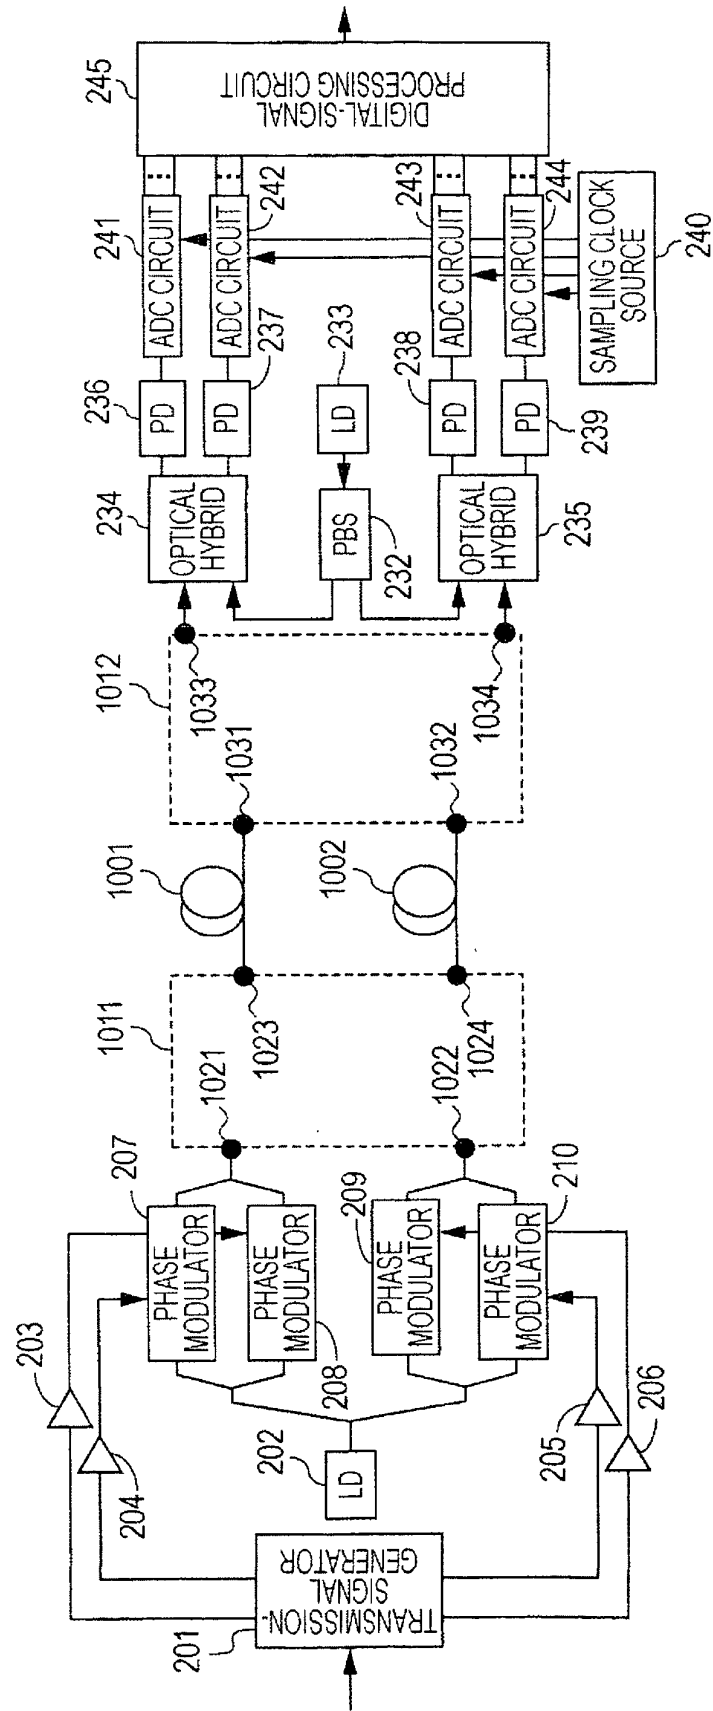 201
TRANSMISSION-
SIGNAL
GENERATOR
202
LD
203
204
205
206
207
PHASE
MODULATOR
PHASE
MODULATOR
208
209
PHASE
MODULATOR
PHASE
MODULATOR
210
1011
1021
1022
1023
1024
1001
1002
1012
1031
1032
1033
1034
234
OPTICAL
HYBRID
PBS
232
LD
233
OPTICAL
HYBRID
235
236
PD
PD
237
238
PD
PD
239
241
ADC CIRCUIT
ADC CIRCUIT
242
243
ADC CIRCUIT
ADC CIRCUIT
244
SAMPLING CLOCK
SOURCE
240
245
DIGITAL-SIGNAL
PROCESSING CIRCUIT